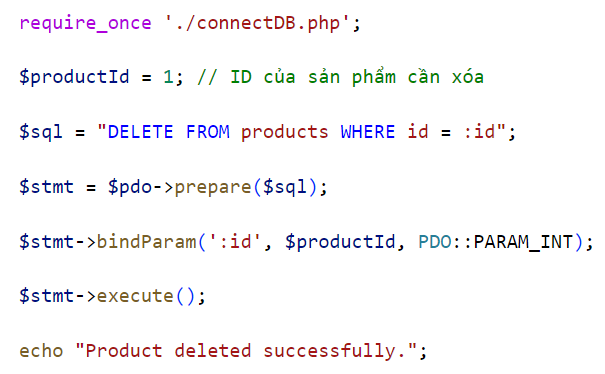 require_once './connectDB.php';
$productId = 1; // ID của sản phẩm cần xóa
$sql = "DELETE FROM products WHERE id = :id";
$stmt = $pdo->prepare($sql);
$stmt->bindParam(':id', $productId, PDO::PARAM_INT);
$stmt->execute();
echo "Product deleted successfully.";